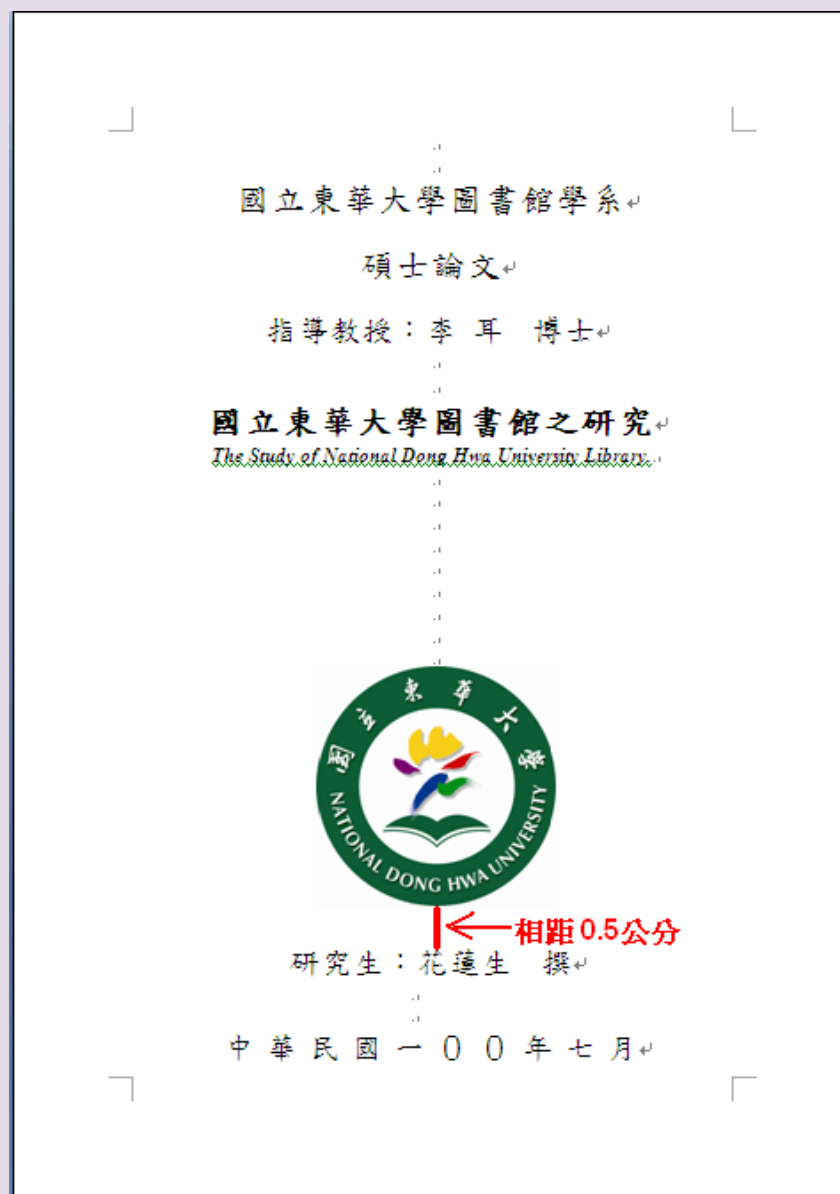 國立東華大學圖書館學系
碩士論文
指導教授：李 耳　博士
國立東華大學圖書館之研究
The Study of National Dong Hwa University Library.
國立東華大學
NATIONAL DONG HWA UNIVERSITY
相距 0.5公分
研究生：花蓮生　撰
中 華 民 國 一 0 0 年 七 月